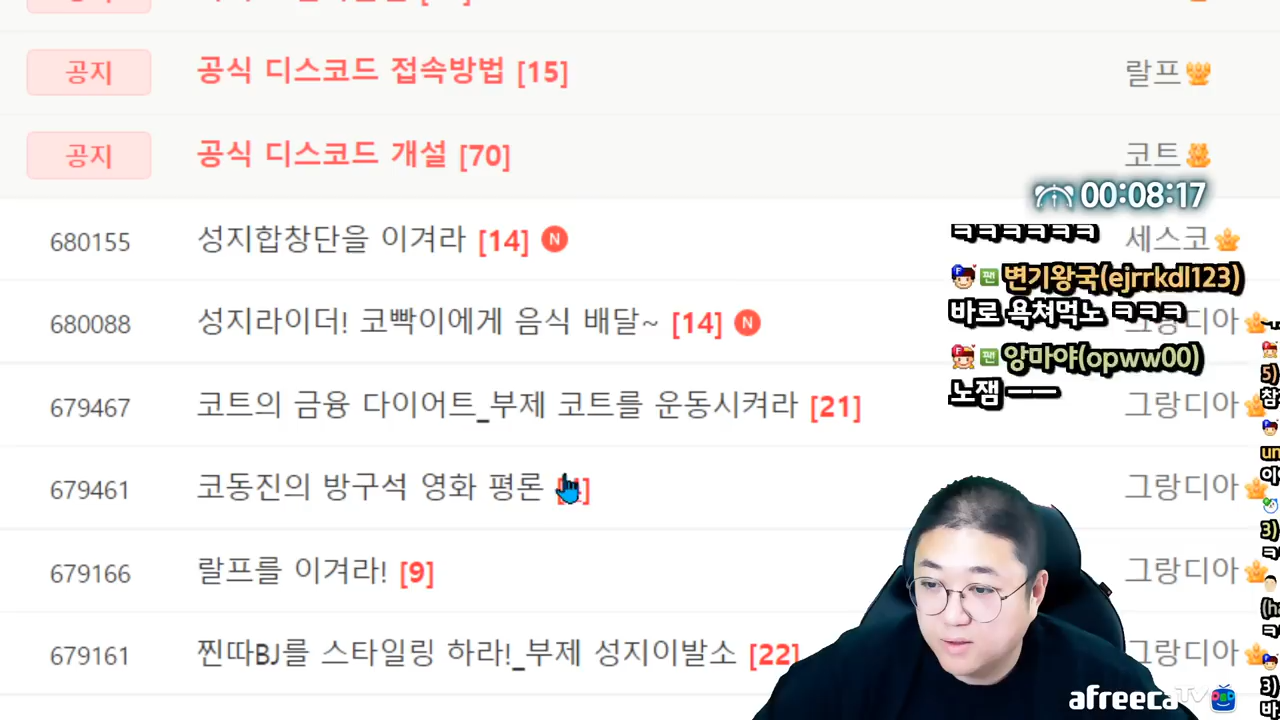 공지 공식 디스코드 접속방법 [15] 랄프
공지 공식 디스코드 개설 [70] 코트
00:08:17
680155 성지합창단을 이겨라 [14] N 세스코
ㅋㅋㅋㅋㅋㅋ
F 팬 변기왕국(ejrrkdl123)
바로 욕쳐먹노 ㅋㅋㅋ
680088 성지라이더! 코빡이에게 음식 배달~ [14] N 그랑디아
F 팬 앙마야(opww00)
노잼 ㅡㅡ
679467 코트의 금융 다이어트_부제 코트를 운동시켜라 [21] 그랑디아
679461 코동진의 방구석 영화 평론 그랑디아
679166 랄프를 이겨라! [9] 그랑디아
679161 찐따BJ를 스타일링 하라!_부제 성지이발소 [22] 그랑디아
afreecaTV